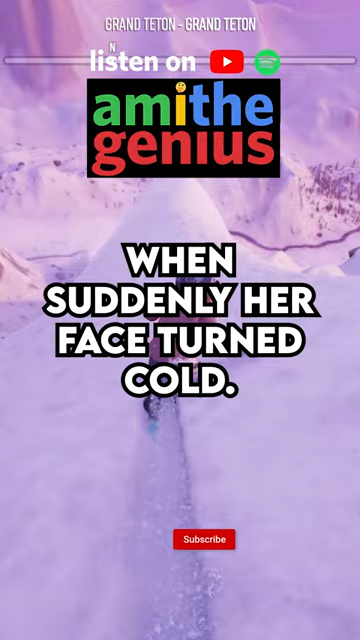 GRAND TETON - GRAND TETON
N
listen on
amithe
genius
WHEN
SUDDENLY HER
FACE TURNED
COLD.
Subscribe